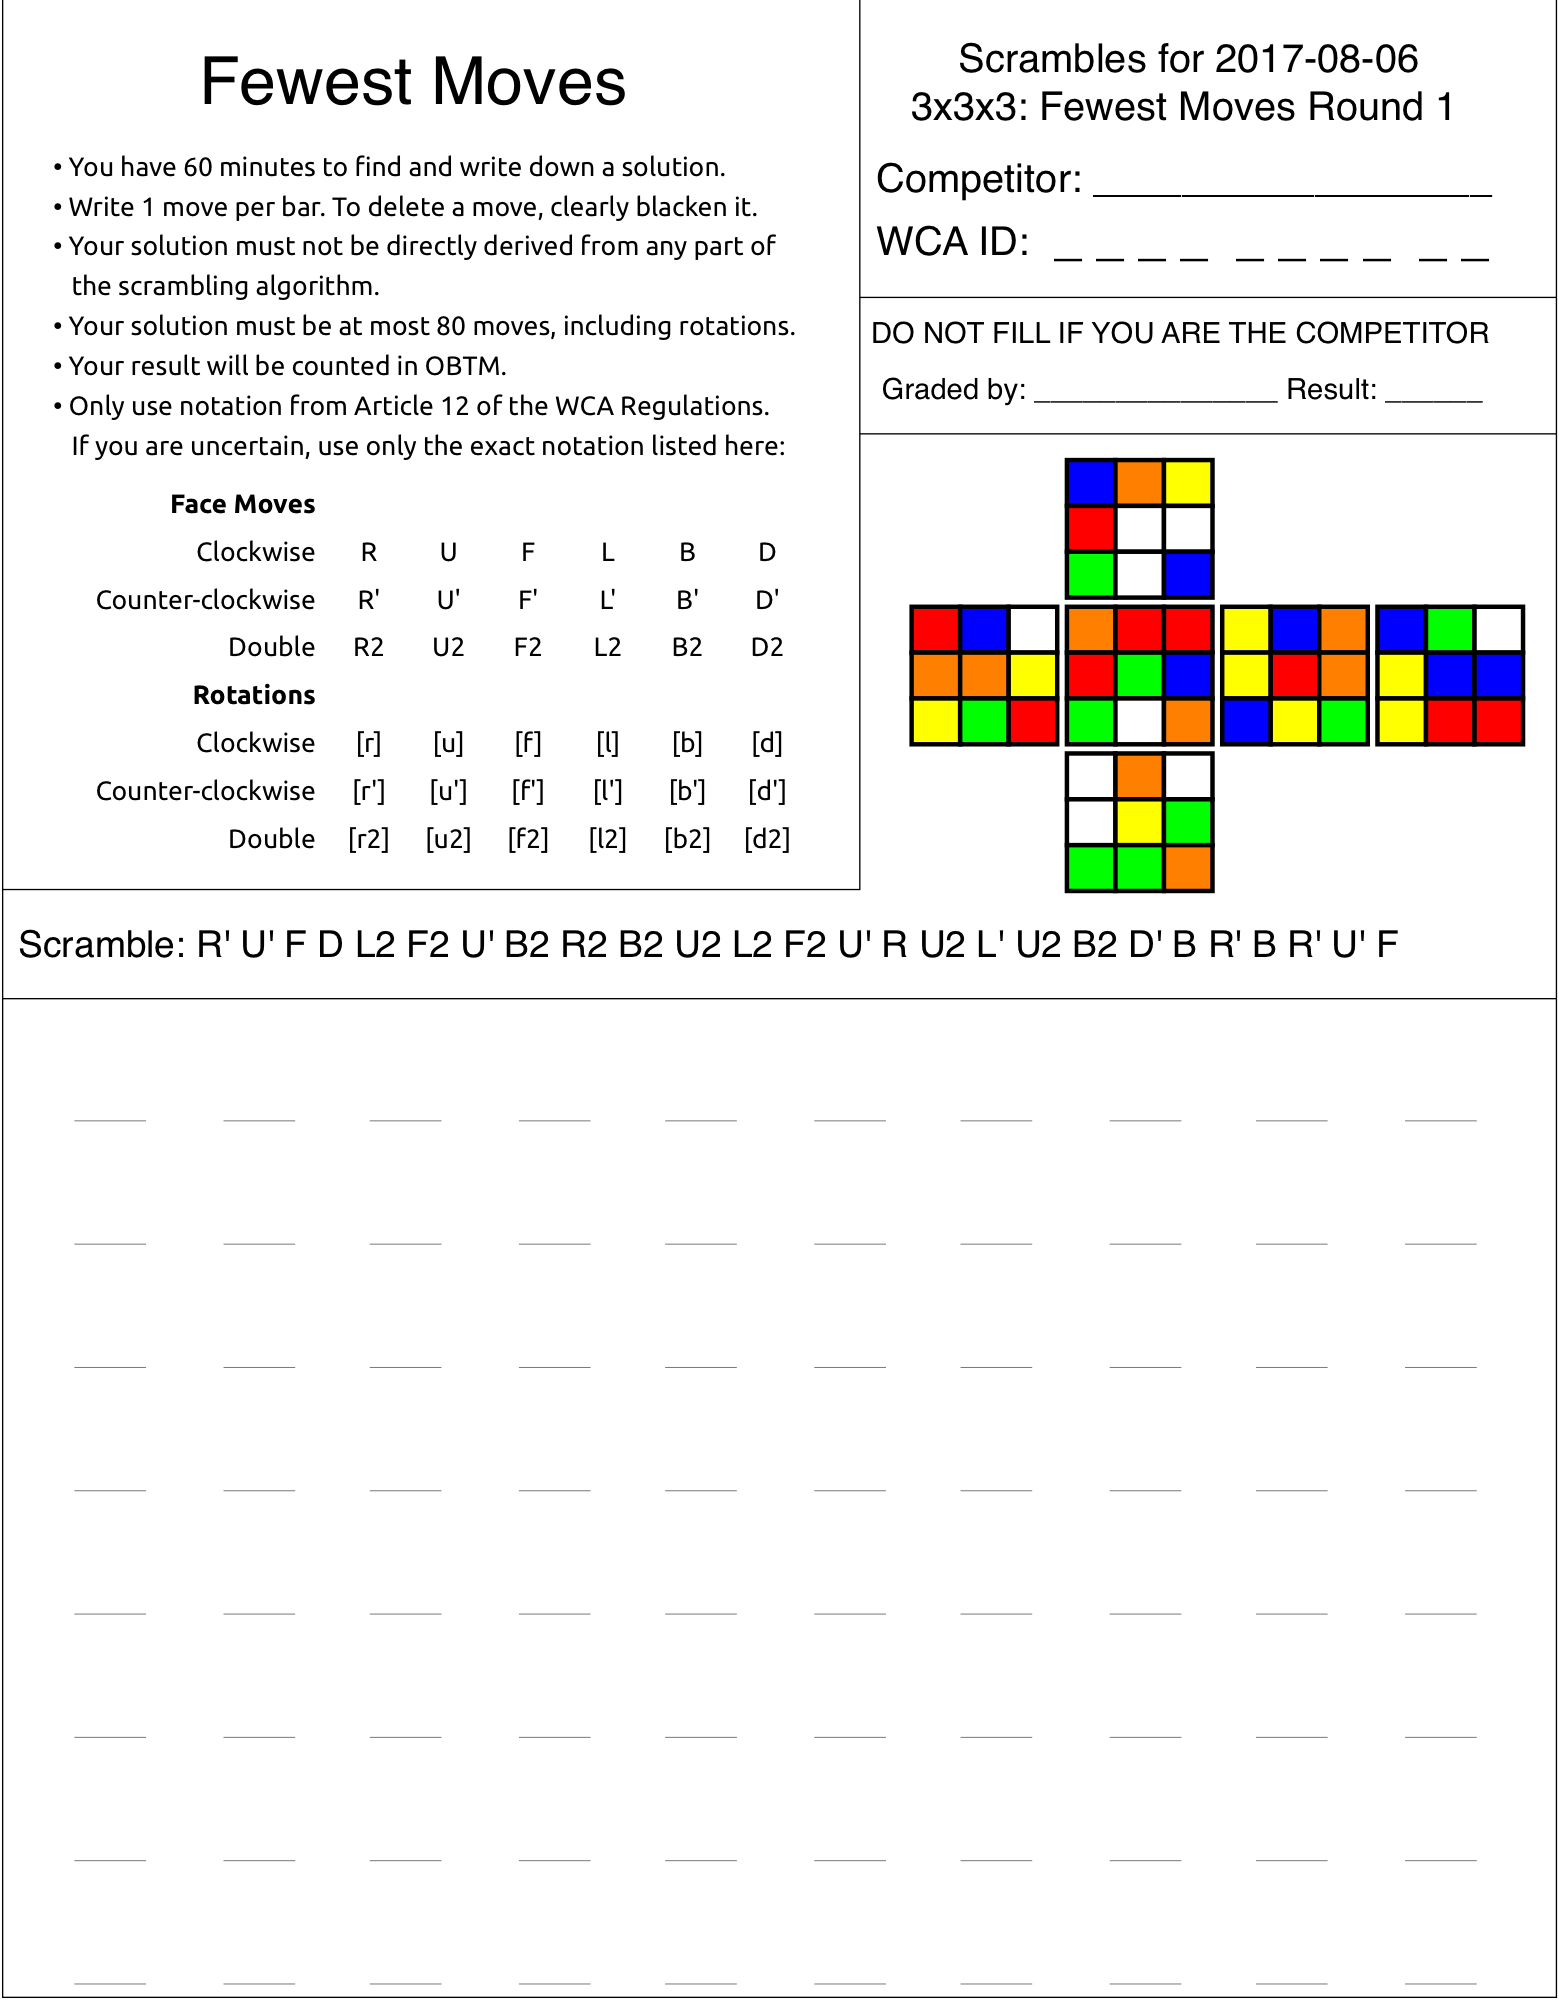 Fewest Moves
• You have 60 minutes to find and write down a solution.
• Write 1 move per bar. To delete a move, clearly blacken it.
• Your solution must not be directly derived from any part of
the scrambling algorithm.
• Your solution must be at most 80 moves, including rotations.
• Your result will be counted in OBTM.
• Only use notation from Article 12 of the WCA Regulations.
If you are uncertain, use only the exact notation listed here:
Face Moves
Clockwise R U F L B D
Counter-clockwise R' U' F' L' B' D'
Double R2 U2 F2 L2 B2 D2
Rotations
Clockwise [r] [u] [f] [l] [b] [d]
Counter-clockwise [r'] [u'] [f'] [l'] [b'] [d']
Double [r2] [u2] [f2] [l2] [b2] [d2]
Scrambles for 2017-08-06
3x3x3: Fewest Moves Round 1
Competitor: __________________
WCA ID: _ _ _ _ _ _ _ _ _ _
DO NOT FILL IF YOU ARE THE COMPETITOR
Graded by: _______________ Result: ______
Scramble: R' U' F D L2 F2 U' B2 R2 B2 U2 L2 F2 U' R U2 L' U2 B2 D' B R' B R' U' F